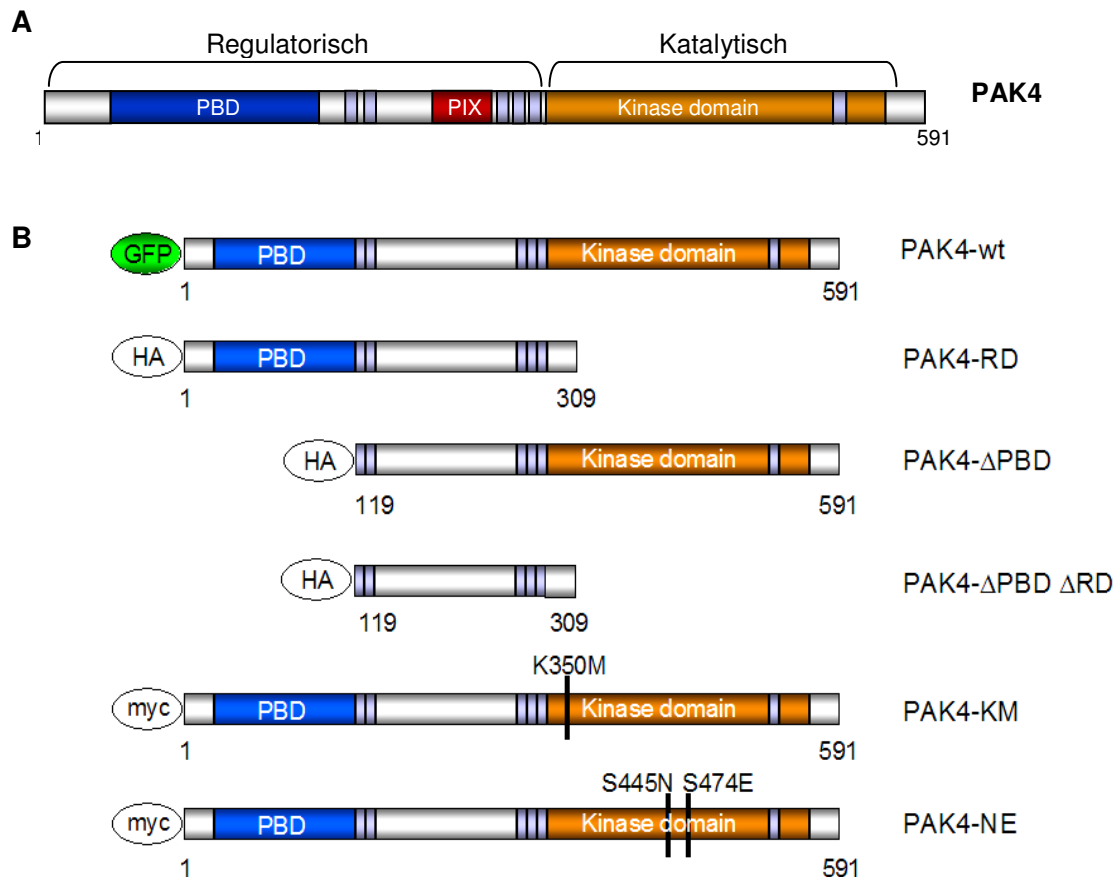 A
Regulatorisch Katalytisch
PBD PIX Kinase domain PAK4
1 591
B
GFP PBD Kinase domain PAK4-wt
1 591
HA PBD PAK4-RD
1 309
HA Kinase domain PAK4-ΔPBD
119 591
HA PAK4-ΔPBD ΔRD
119 309
K350M
myc PBD Kinase domain PAK4-KM
1 591
S445N S474E
myc PBD Kinase domain PAK4-NE
1 591